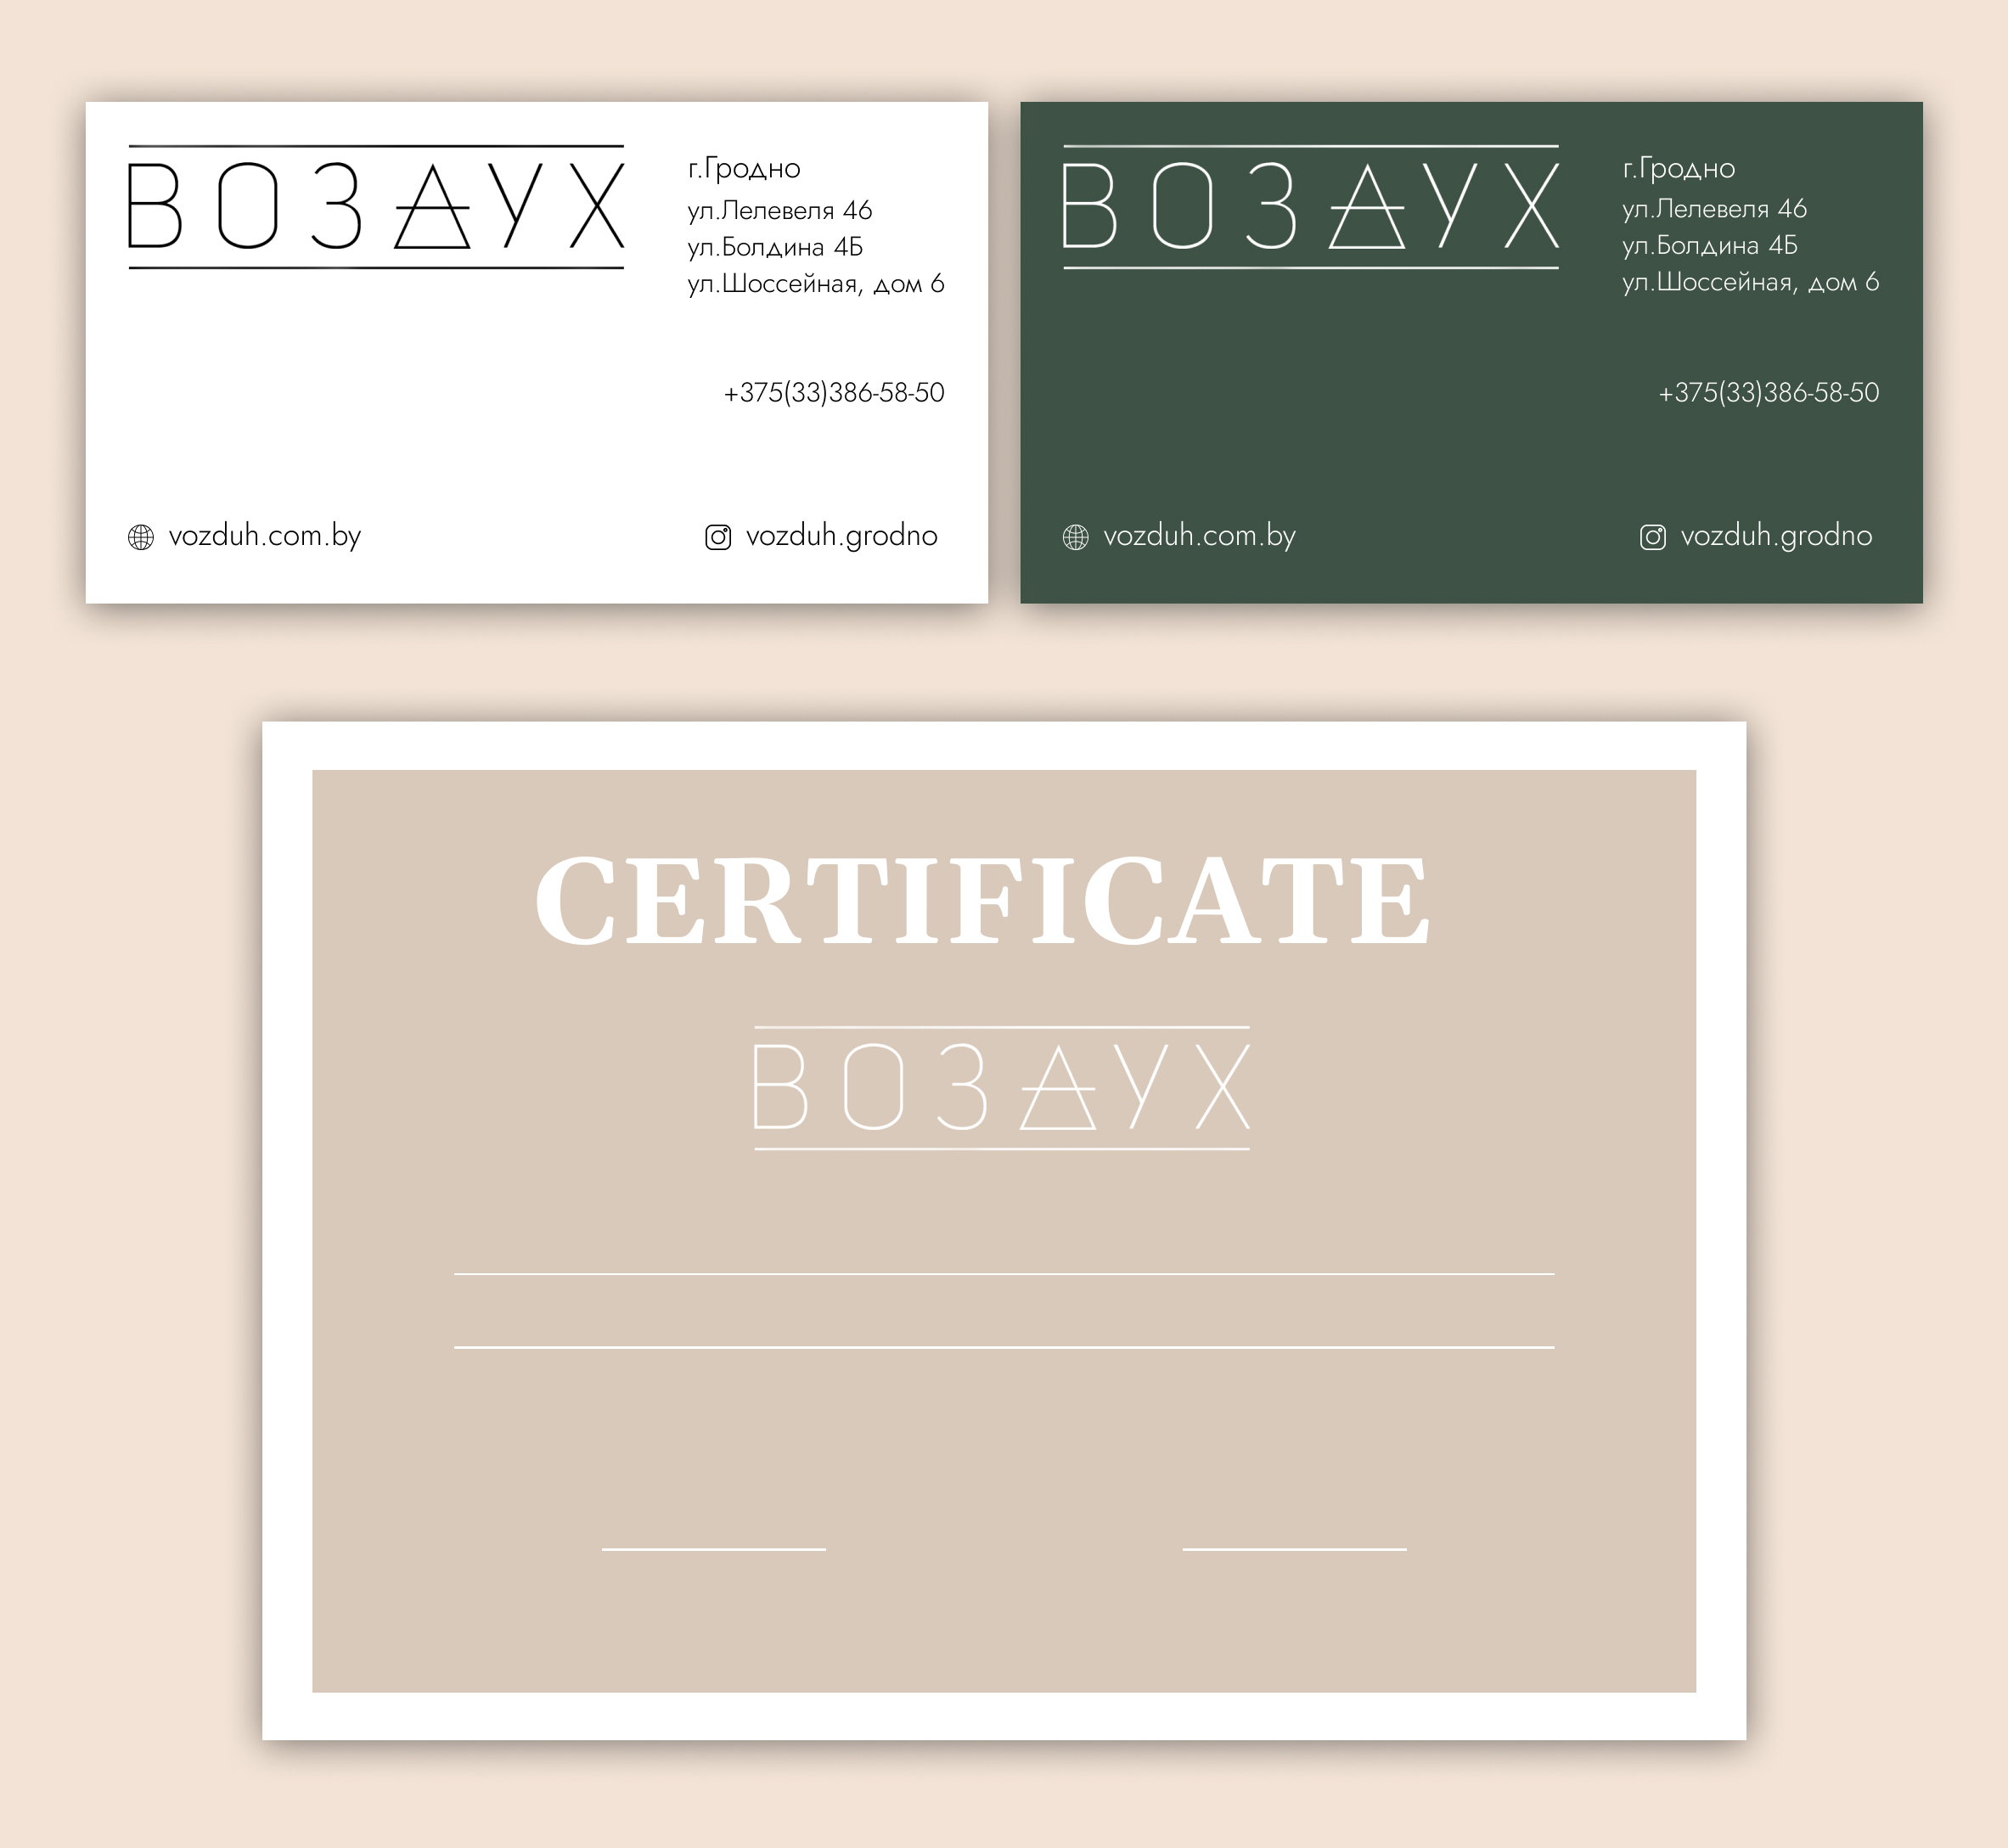 ВОЗДУХ
г.Гродно
ул.Лелевеля 46
ул.Болдина 4Б
ул.Шоссейная, дом 6
+375(33)386-58-50
vozduh.com.by
vozduh.grodno
ВОЗДУХ
г.Гродно
ул.Лелевеля 46
ул.Болдина 4Б
ул.Шоссейная, дом 6
+375(33)386-58-50
vozduh.com.by
vozduh.grodno
CERTIFICATE
ВОЗДУХ